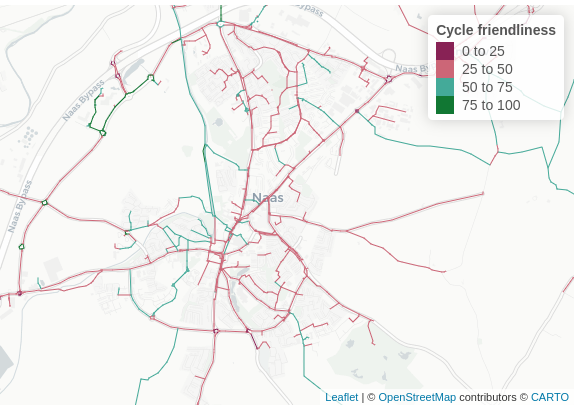 Naas Bypass
Cycle friendliness
0 to 25
25 to 50
50 to 75
75 to 100
Naas By
Naas Bypass
Naas
Naas Bypass
Leaflet | © OpenStreetMap contributors © CARTO